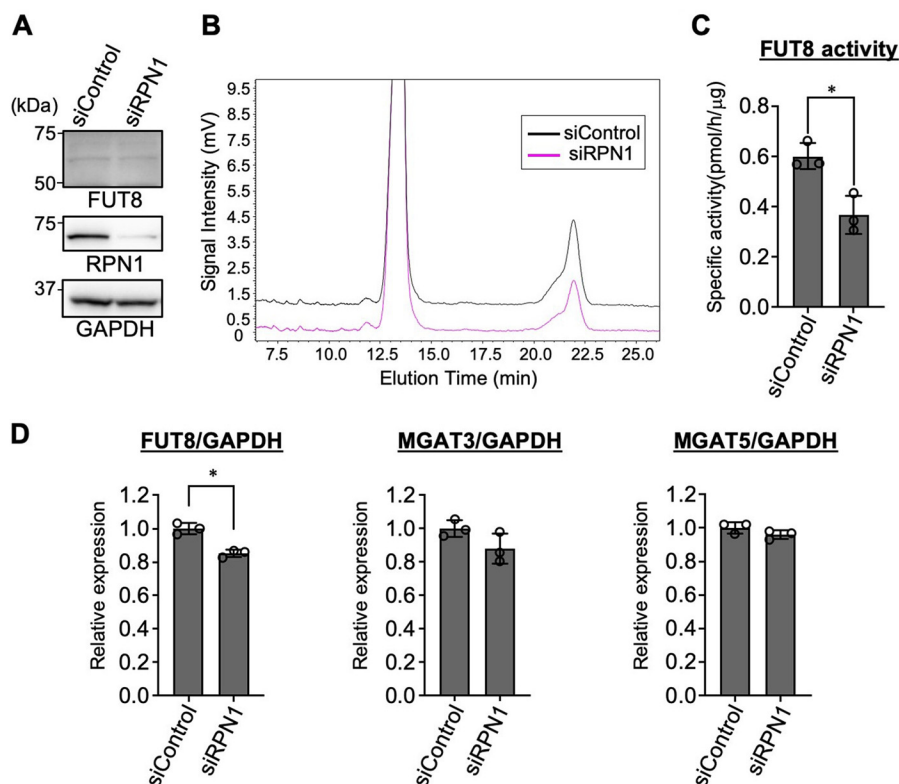 A
siControl
siRPN1
(kDa)
75
50
FUT8
75
RPN1
37
GAPDH
B
Signal Intensity (mV)
9.5
8.5
7.5
6.5
5.5
4.5
3.5
2.5
1.5
0.5
0
7.5 10.0 12.5 15.0 17.5 20.0 22.5 25.0
Elution Time (min)
siControl
siRPN1
C
FUT8 activity
Specific activity(pmol/h/μg)
0.8
0.6
0.4
0.2
0.0
*
siControl
siRPN1
D
FUT8/GAPDH
Relative expression
1.2
1.0
0.8
0.6
0.4
0.2
0.0
*
siControl
siRPN1
MGAT3/GAPDH
Relative expression
1.2
1.0
0.8
0.6
0.4
0.2
0.0
siControl
siRPN1
MGAT5/GAPDH
Relative expression
1.2
1.0
0.8
0.6
0.4
0.2
0.0
siControl
siRPN1